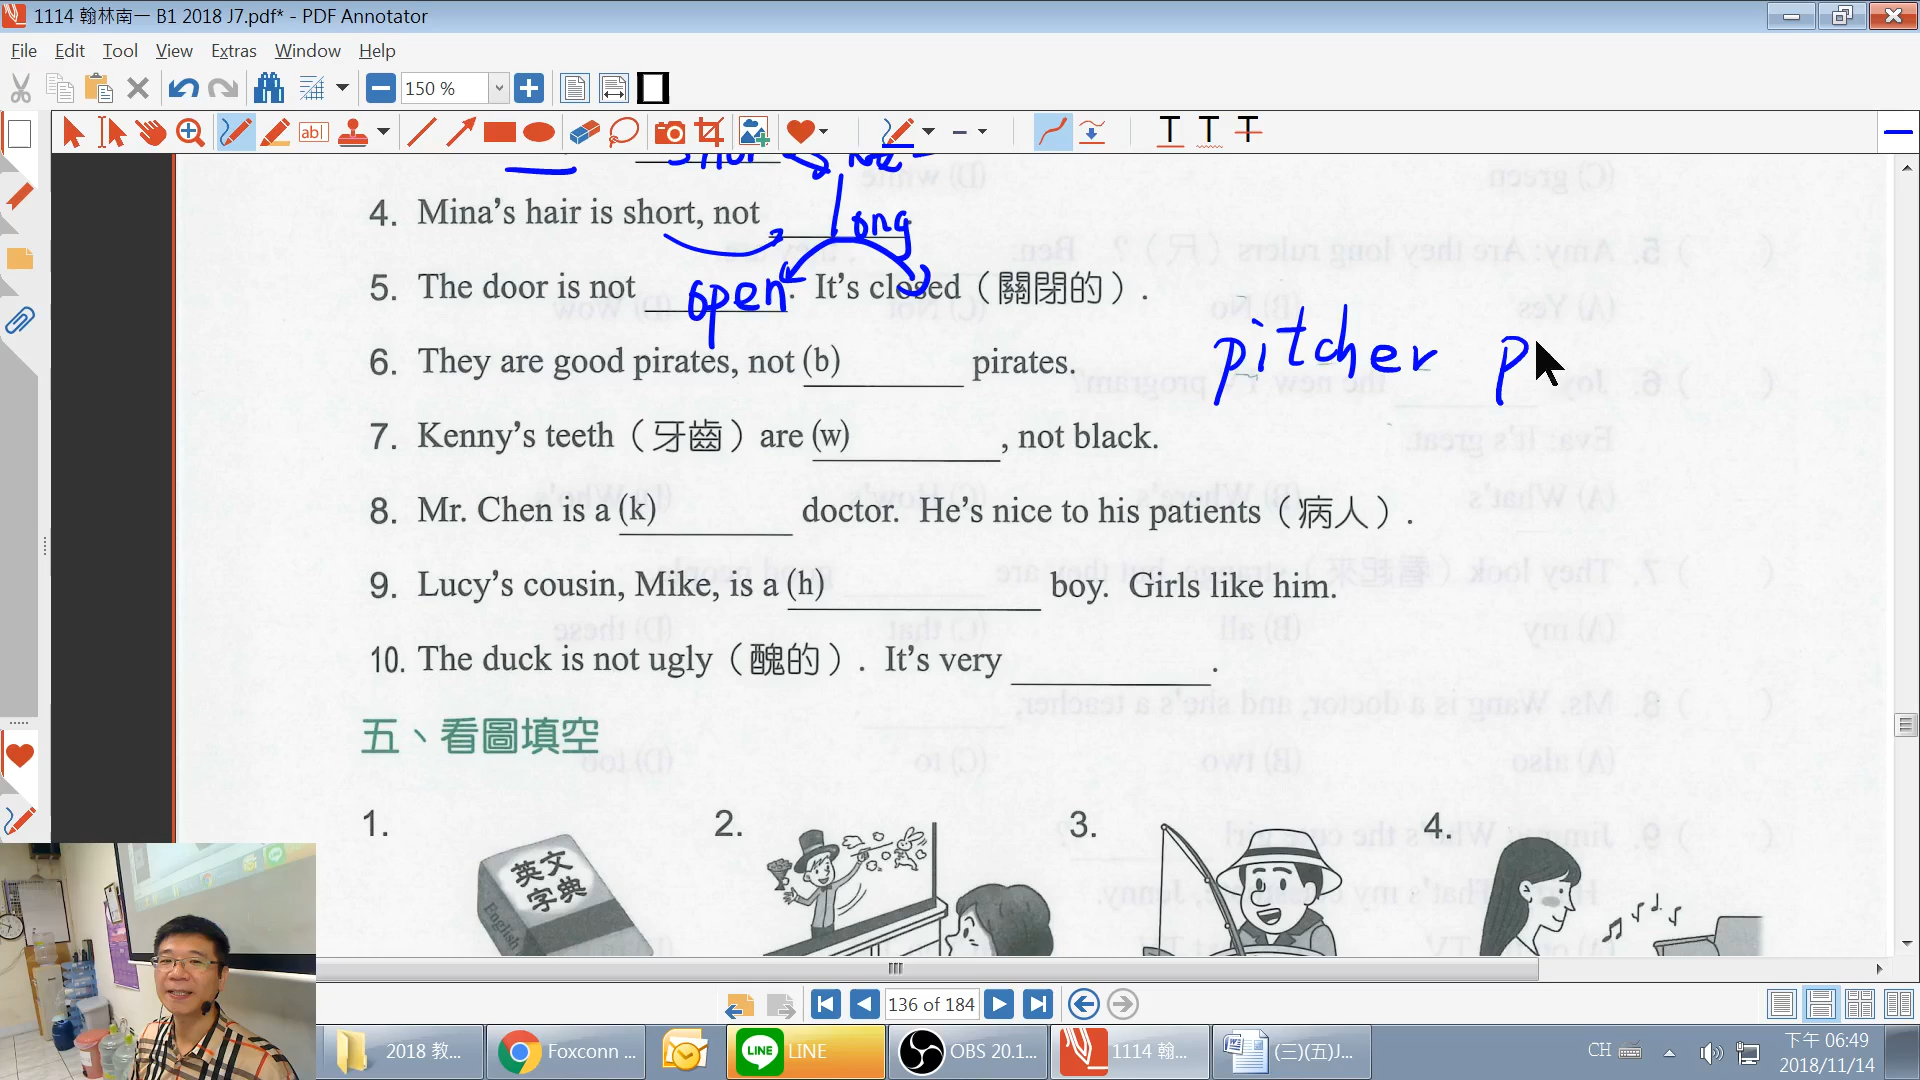 1114 翰林南一 B1 2018 J7.pdf* - PDF Annotator
File Edit Tool View Extras Window Help
150 %
ab|
T T T
4. Mina's hair is short, not long.
5. The door is not open. It's closed（關閉的）.
6. They are good pirates, not (b) pirates.
pitcher p
7. Kenny's teeth（牙齒）are (w) , not black.
8. Mr. Chen is a (k) doctor. He's nice to his patients（病人）.
9. Lucy's cousin, Mike, is a (h) boy. Girls like him.
10. The duck is not ugly（醜的）. It's very .
五、看圖填空
1. 2. 3. 4.
英文
字典
English
136 of 184
2018 教... Foxconn ... LINE OBS 20.1... 1114 翰... (三)(五)J... CH 下午 06:49
2018/11/14